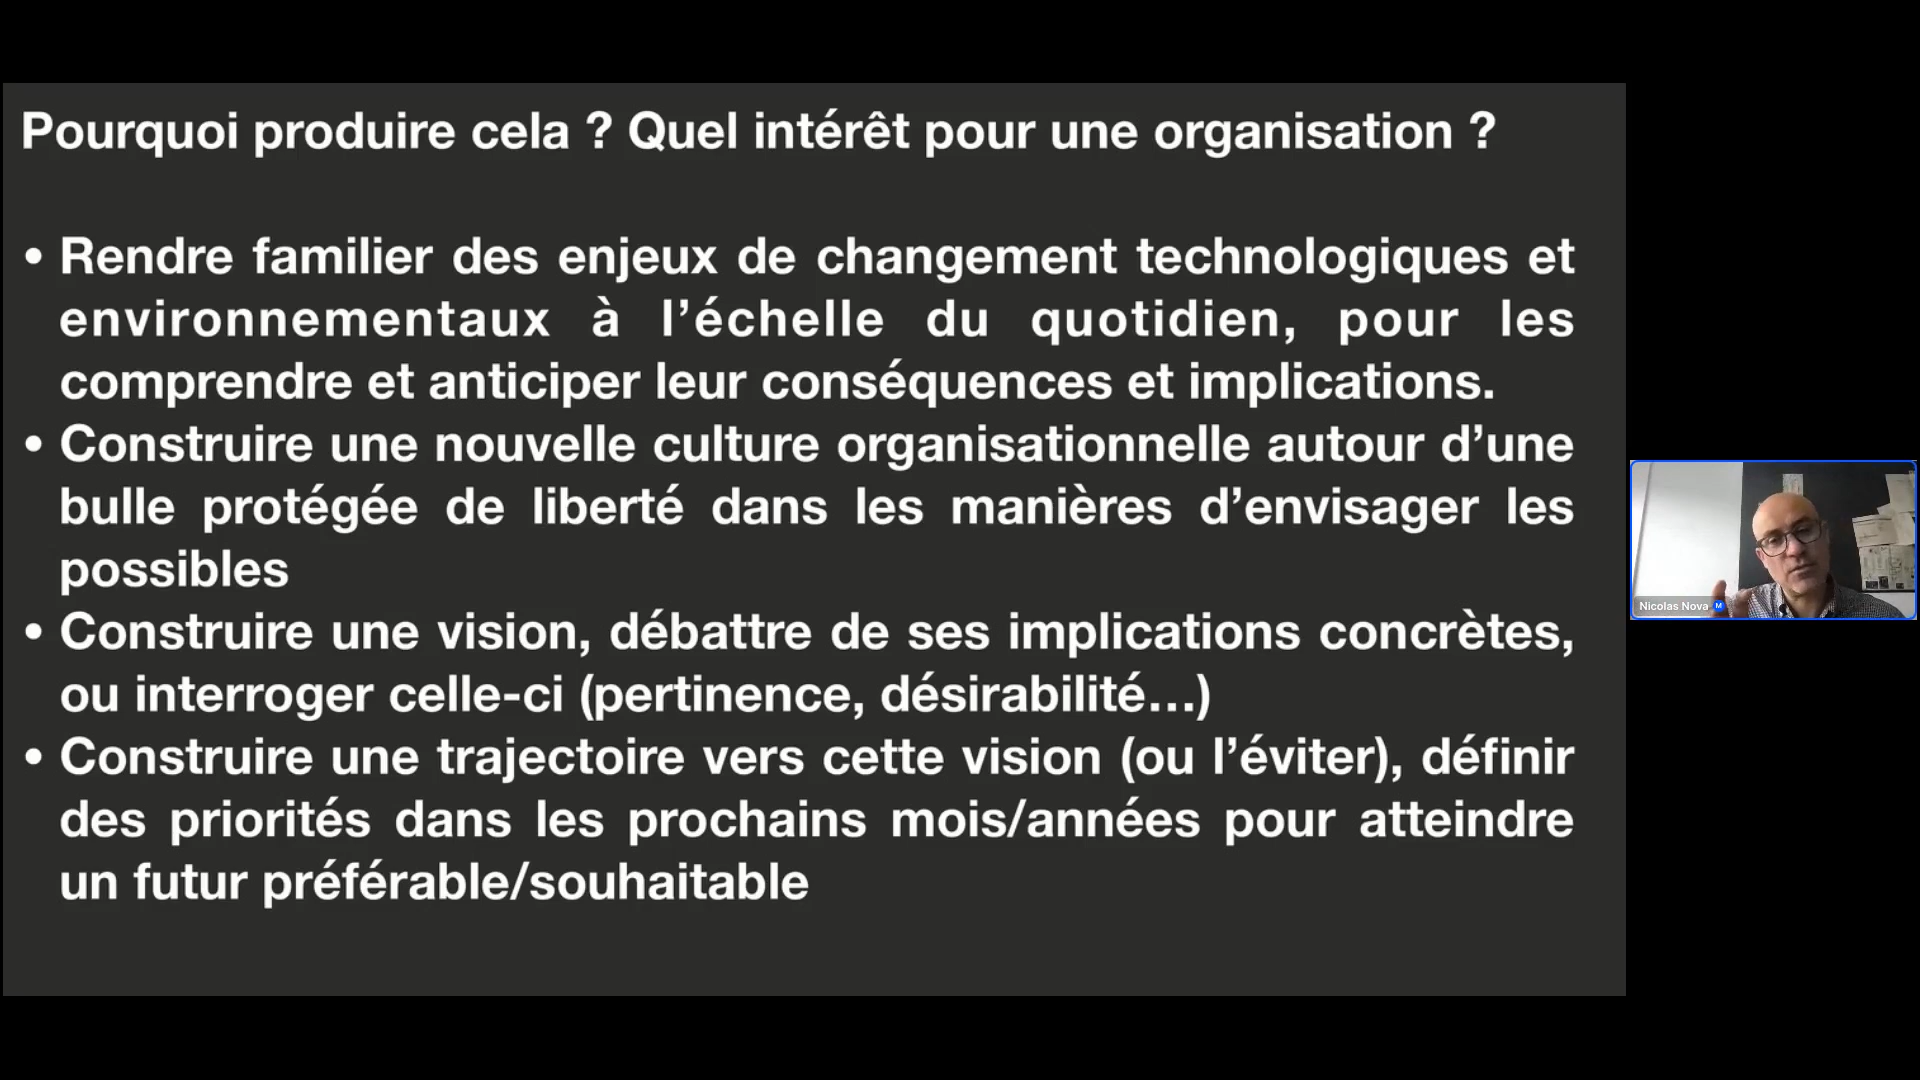 Pourquoi produire cela ? Quel intérêt pour une organisation ?
• Rendre familier des enjeux de changement technologiques et
environnementaux à l’échelle du quotidien, pour les
comprendre et anticiper leur conséquences et implications.
• Construire une nouvelle culture organisationnelle autour d’une
bulle protégée de liberté dans les manières d’envisager les
possibles
• Construire une vision, débattre de ses implications concrètes,
ou interroger celle-ci (pertinence, désirabilité…)
• Construire une trajectoire vers cette vision (ou l’éviter), définir
des priorités dans les prochains mois/années pour atteindre
un futur préférable/souhaitable
Nicolas Nova M